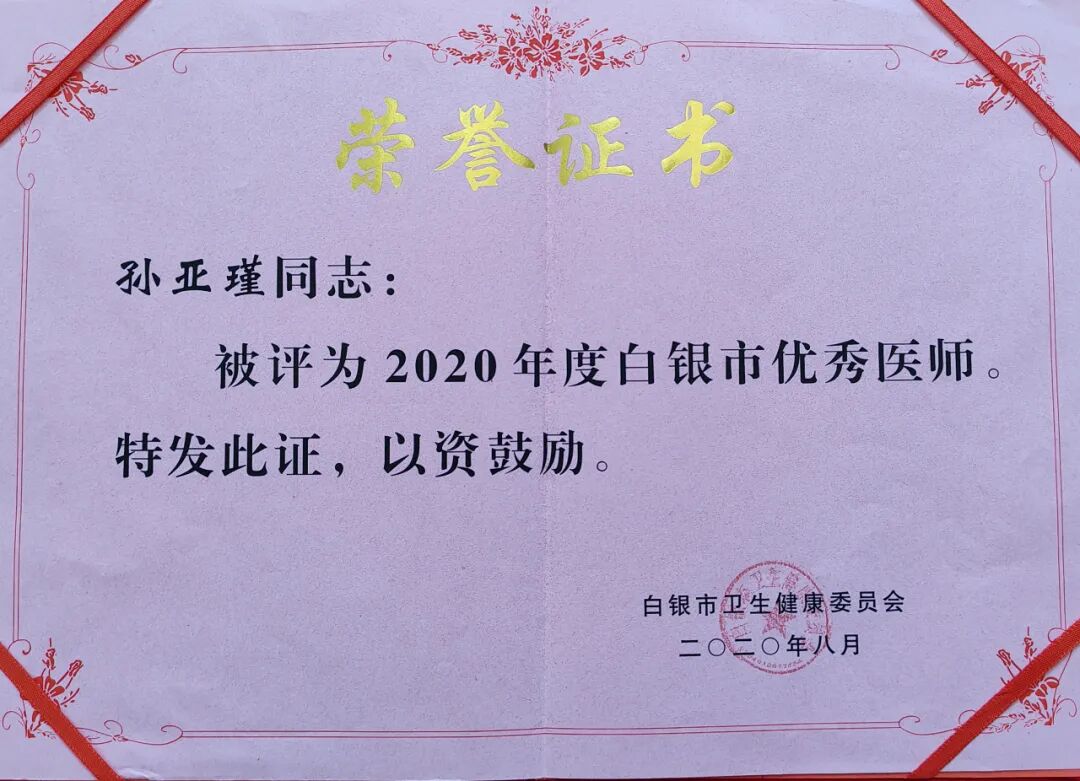 荣誉证书
孙亚瑾同志：
被评为2020年度白银市优秀医师。
特发此证，以资鼓励。
白银市卫生健康委员会
二〇二〇年八月